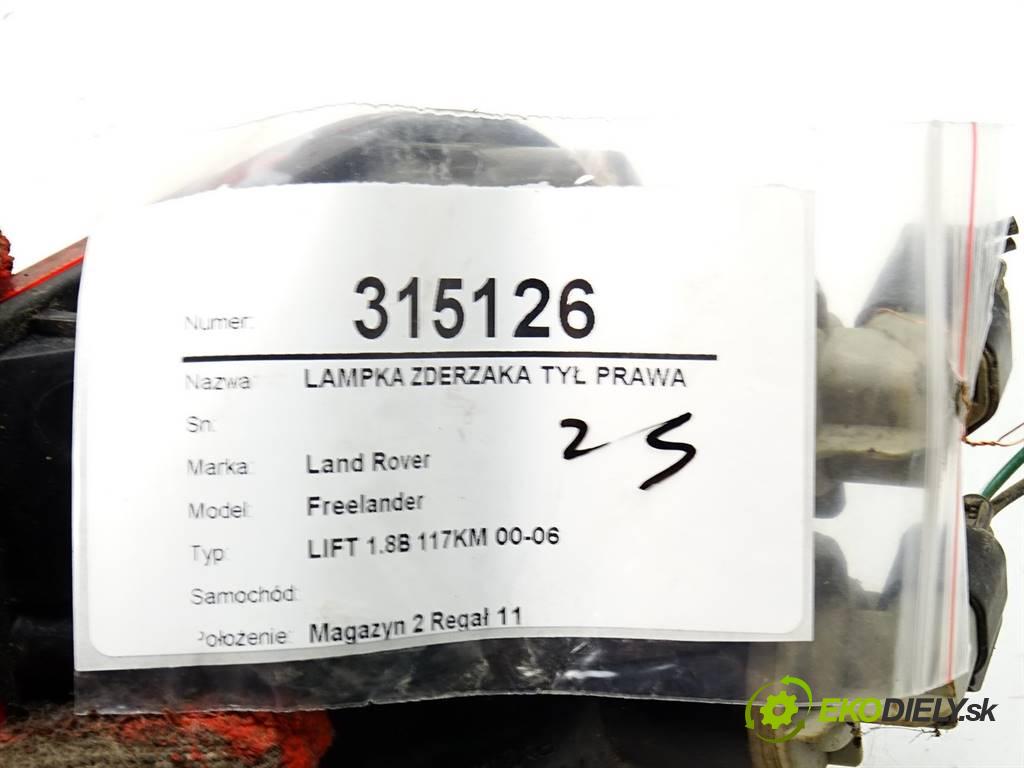 Numer: 315126
Nazwa: LAMPKA ZDERZAKA TYŁ PRAWA
Sn:
2 5
Marka: Land Rover
Model: Freelander
Typ: LIFT 1.8B 117KM 00-06
Samochód:
Położenie: Magazyn 2 Regał 11
EKODIELY.sk